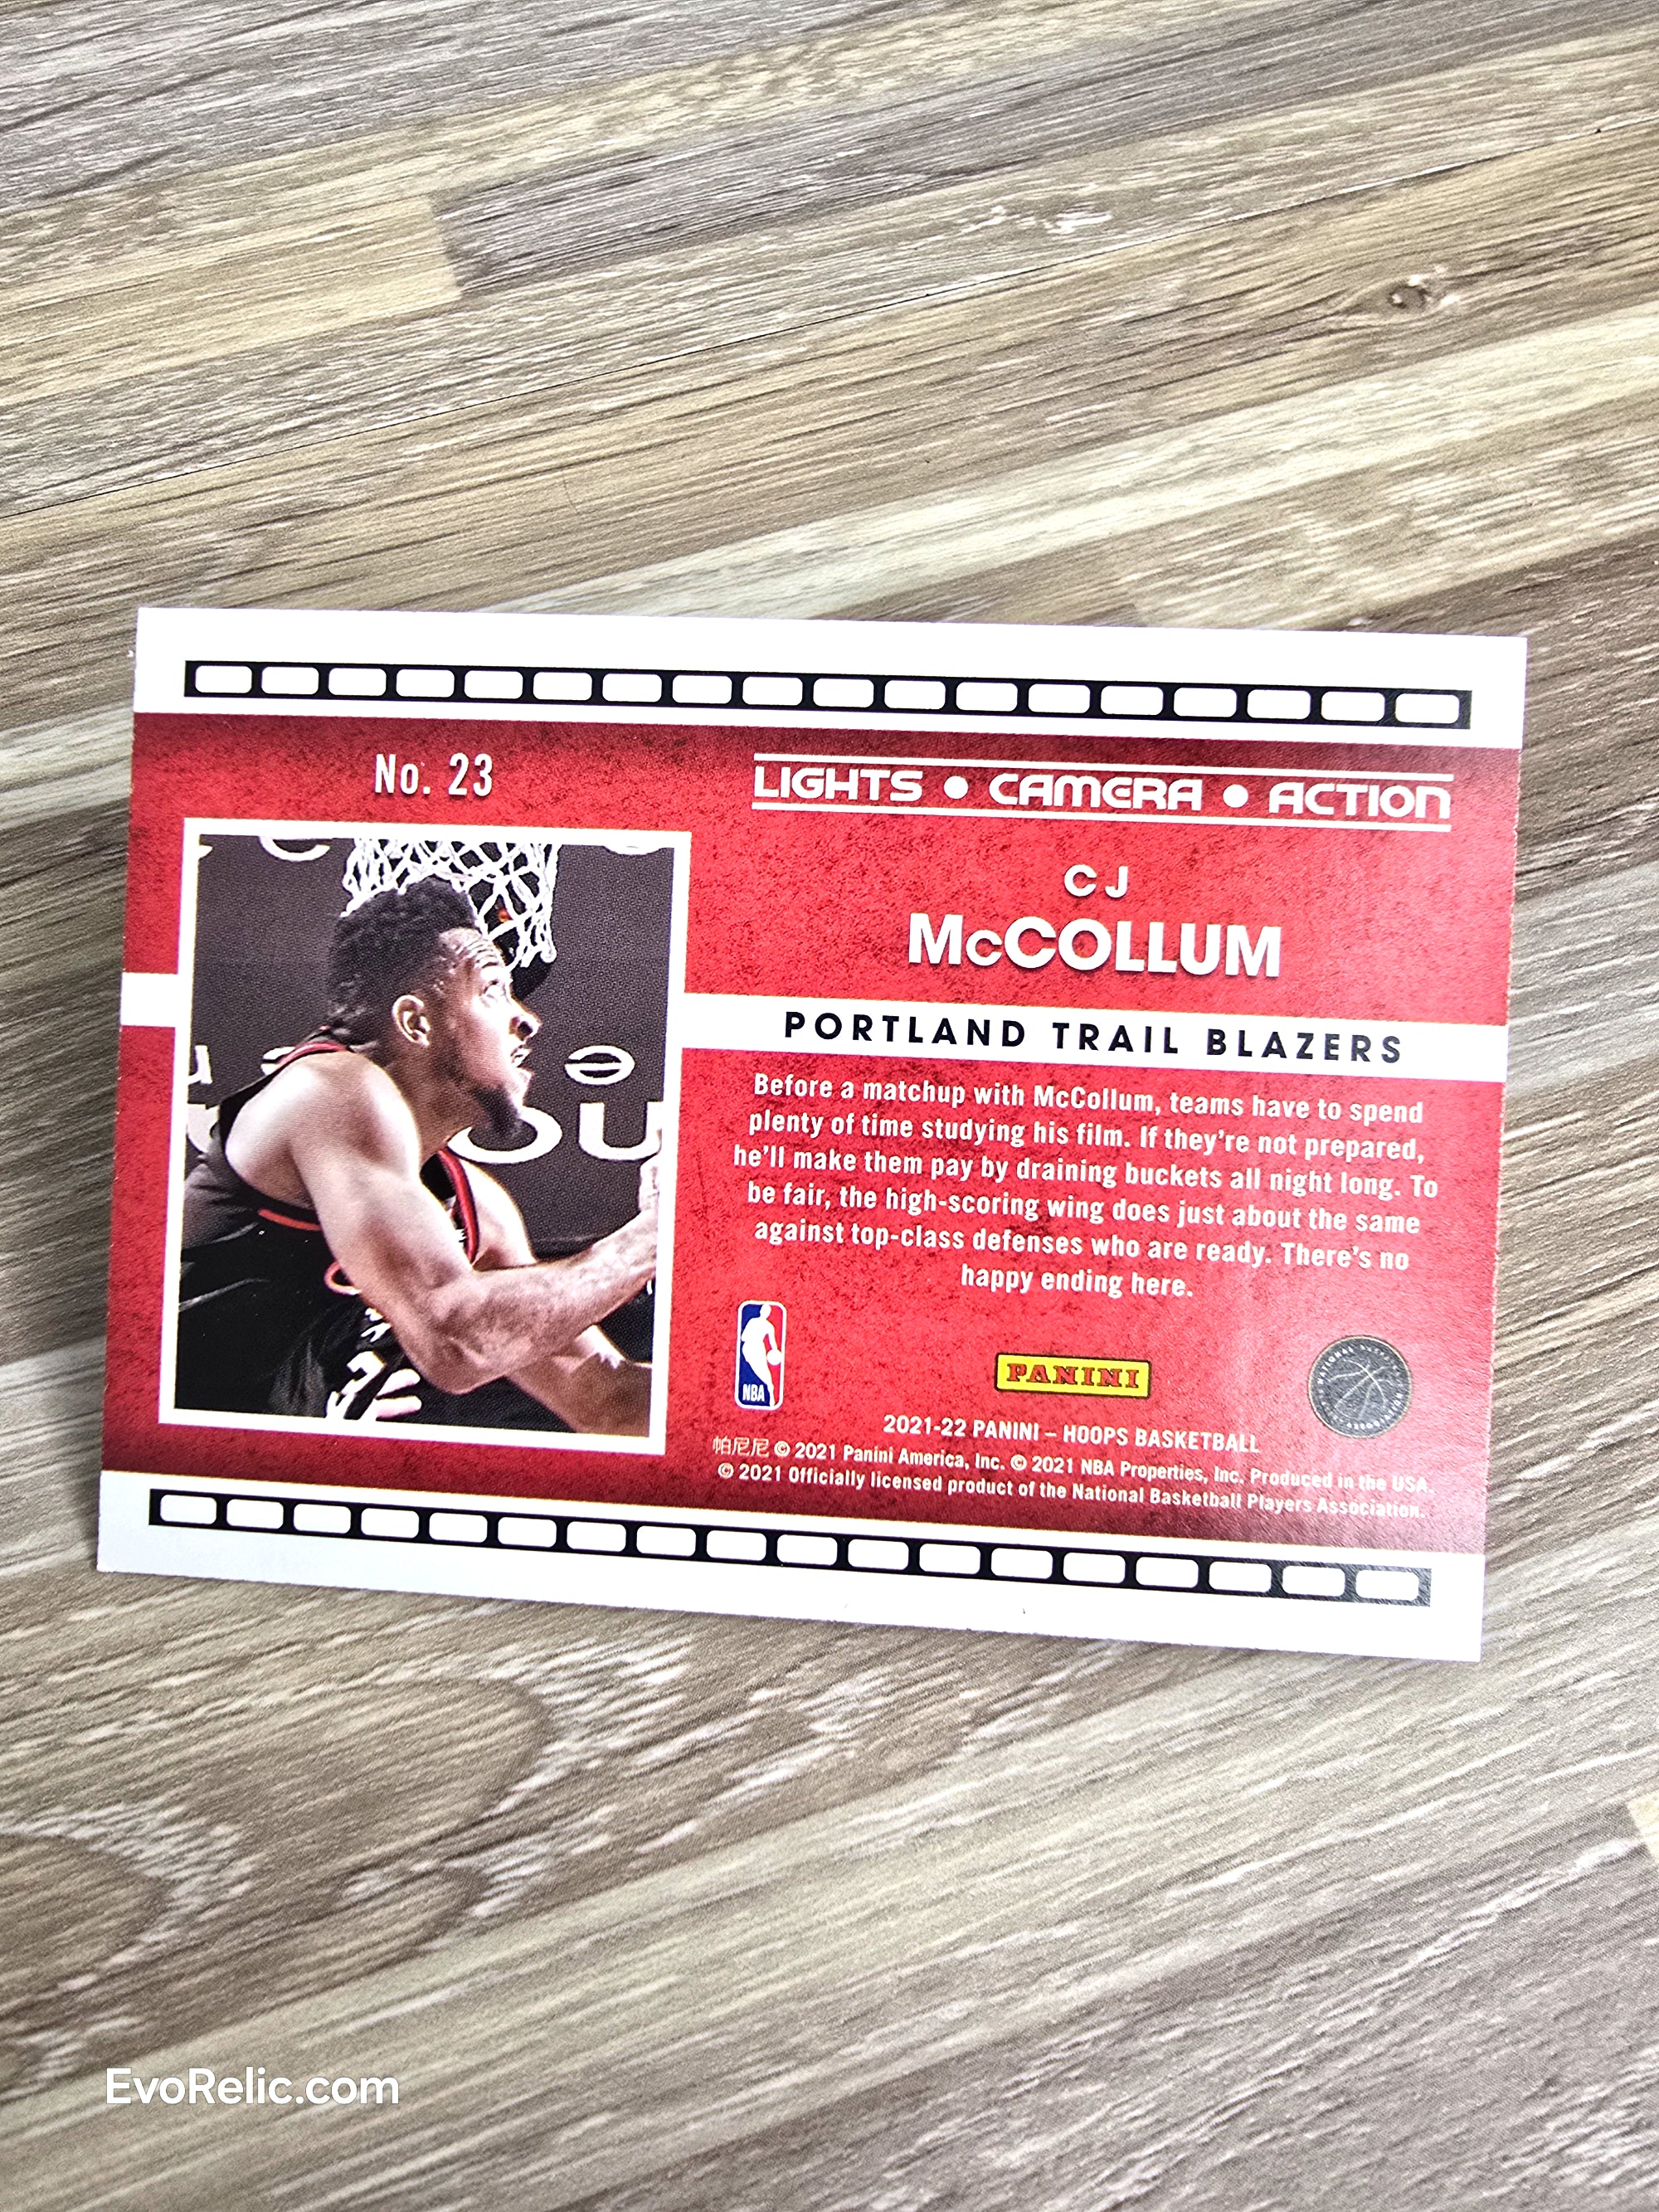 No. 23
LIGHTS • CAMERA • ACTION
CJ
McCOLLUM
PORTLAND TRAIL BLAZERS
Before a matchup with McCollum, teams have to spend
plenty of time studying his film. If they're not prepared,
he'll make them pay by draining buckets all night long. To
be fair, the high-scoring wing does just about the same
against top-class defenses who are ready. There's no
happy ending here.
NBA
PANINI
2021-22 PANINI – HOOPS BASKETBALL
帕尼尼 © 2021 Panini America, Inc. © 2021 NBA Properties, Inc. Produced in the USA.
© 2021 Officially licensed product of the National Basketball Players Association.
EvoRelic.com